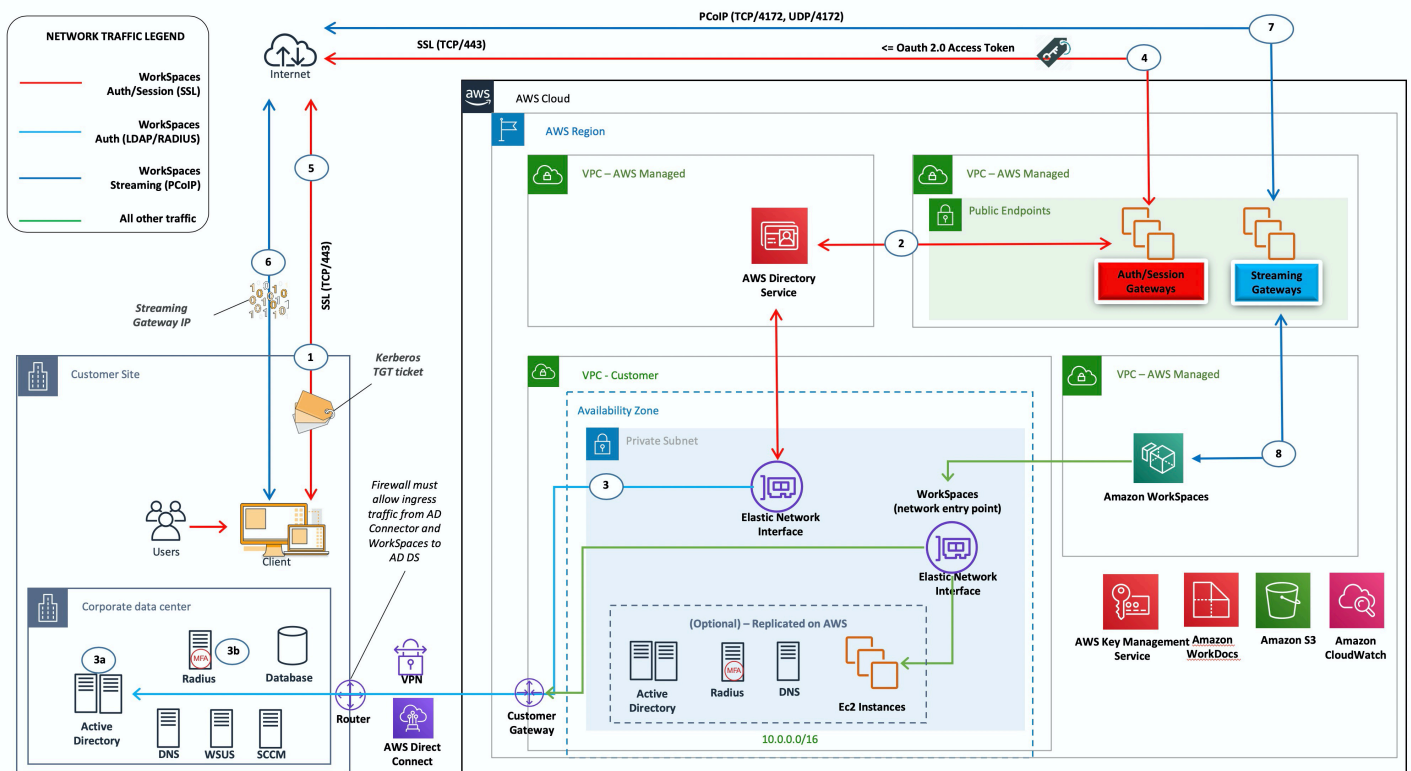 NETWORK TRAFFIC LEGEND
WorkSpaces
Auth/Session (SSL)
WorkSpaces
Auth (LDAP/RADIUS)
WorkSpaces
Streaming (PCoIP)
All other traffic
Internet
PCoIP (TCP/4172, UDP/4172)
7
SSL (TCP/443)
<= Oauth 2.0 Access Token
4
aws
AWS Cloud
AWS Region
VPC – AWS Managed
AWS Directory
Service
2
VPC – AWS Managed
Public Endpoints
Auth/Session
Gateways
Streaming
Gateways
5
6
SSL (TCP/443)
Streaming
Gateway IP
1
Kerberos
TGT ticket
Customer Site
Users
Client
Firewall must
allow ingress
traffic from AD
Connector and
WorkSpaces to
AD DS
Corporate data center
3a
Active
Directory
MFA
3b
Radius
Database
DNS
WSUS
SCCM
Router
VPN
AWS Direct
Connect
Customer
Gateway
VPC - Customer
Availability Zone
Private Subnet
3
Elastic Network
Interface
WorkSpaces
(network entry point)
Elastic Network
Interface
(Optional) – Replicated on AWS
Active
Directory
MFA
Radius
DNS
Ec2 Instances
10.0.0.0/16
VPC – AWS Managed
Amazon WorkSpaces
8
AWS Key Management
Service
Amazon
WorkDocs
Amazon S3
Amazon
CloudWatch